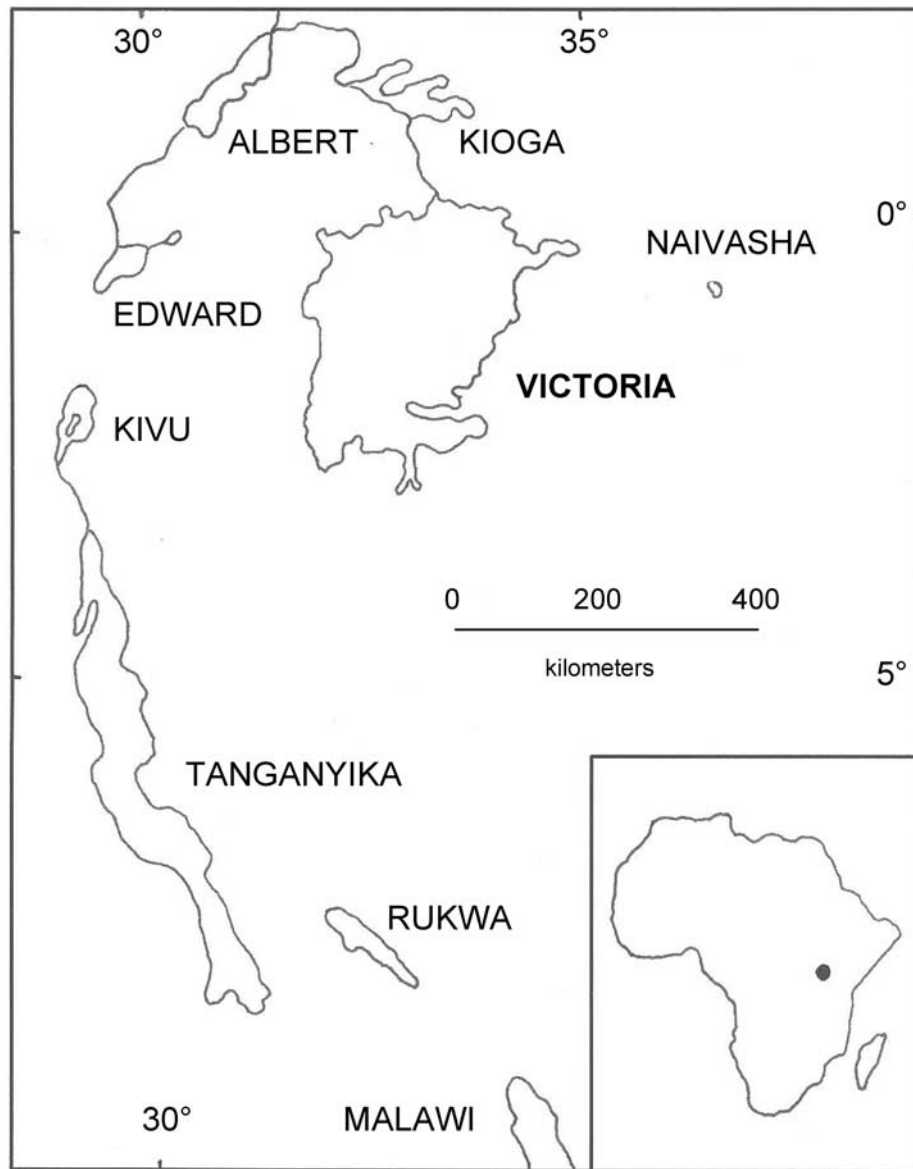 30°
35°
ALBERT
KIOGA
0°
NAIVASHA
EDWARD
VICTORIA
KIVU
0
200
400
kilometers
5°
TANGANYIKA
RUKWA
30°
MALAWI